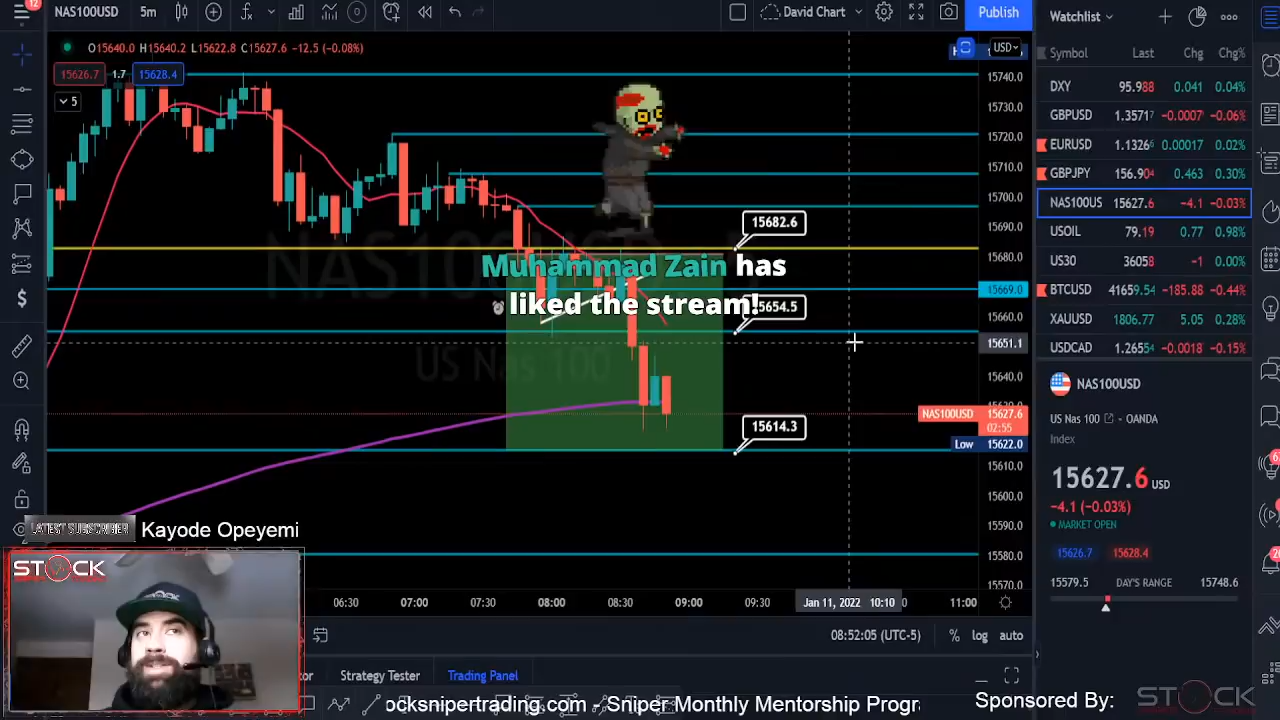 12
NAS100USD 5m
David Chart
Publish
O15640.0 H15640.2 L15622.8 C15627.6 -12.5 (-0.08%)
15626.7 1.7 15628.4
5
USD
15740.0
15730.0
15720.0
15710.0
15700.0
15690.0
15682.6
15680.0
NAS100USD
Muhammad Zain has
liked the stream!
15669.0
15654.5
15660.0
15651.1
US Nas 100
15640.0
NAS100USD 15627.6
02:55
15614.3
Low 15622.0
15610.0
15600.0
15590.0
15580.0
15570.0
LATEST SUBSCRIBER Kayode Opeyemi
STOCK
06:30 07:00 07:30 08:00 08:30 09:00 09:30 Jan 11, 2022 10:10 11:00
08:52:05 (UTC-5) % log auto
Strategy Tester Trading Panel
ocksnipertrading.com - Sniper Monthly Mentorship Progr
Sponsored By:
STOCK
Watchlist
Symbol Last Chg Chg%
DXY 95.988 0.041 0.04%
GBPUSD 1.35717 -0.0007 -0.06%
EURUSD 1.13266 0.00017 0.02%
GBPJPY 156.904 0.463 0.30%
NAS100US 15627.6 -4.1 -0.03%
USOIL 79.19 0.77 0.98%
US30 36058 -1 0.00%
BTCUSD 41659.54 -185.88 -0.44%
XAUUSD 1806.77 5.05 0.28%
USDCAD 1.26554 -0.0018 -0.15%
NAS100USD
US Nas 100 OANDA
Index
15627.6 USD
-4.1 (-0.03%)
MARKET OPEN
15626.7 15628.4
15579.5 DAY'S RANGE 15748.6